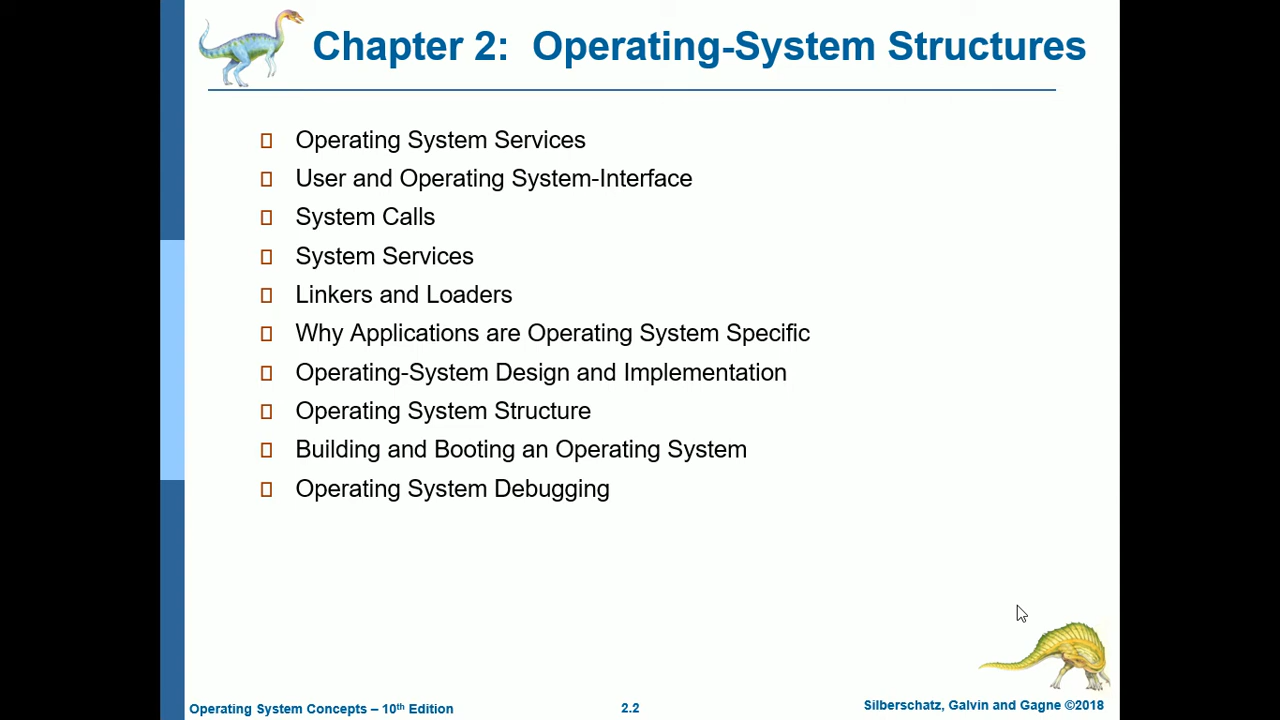 Chapter 2: Operating-System Structures
Operating System Services
User and Operating System-Interface
System Calls
System Services
Linkers and Loaders
Why Applications are Operating System Specific
Operating-System Design and Implementation
Operating System Structure
Building and Booting an Operating System
Operating System Debugging
Operating System Concepts – 10th Edition
2.2
Silberschatz, Galvin and Gagne ©2018